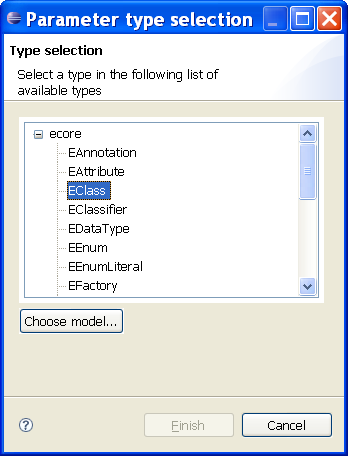 Parameter type selection
Type selection
Select a type in the following list of
available types
ecore
EAnnotation
EAttribute
EClass
EClassifier
EDataType
EEnum
EEnumLiteral
EFactory
Choose model...
?
Finish
Cancel